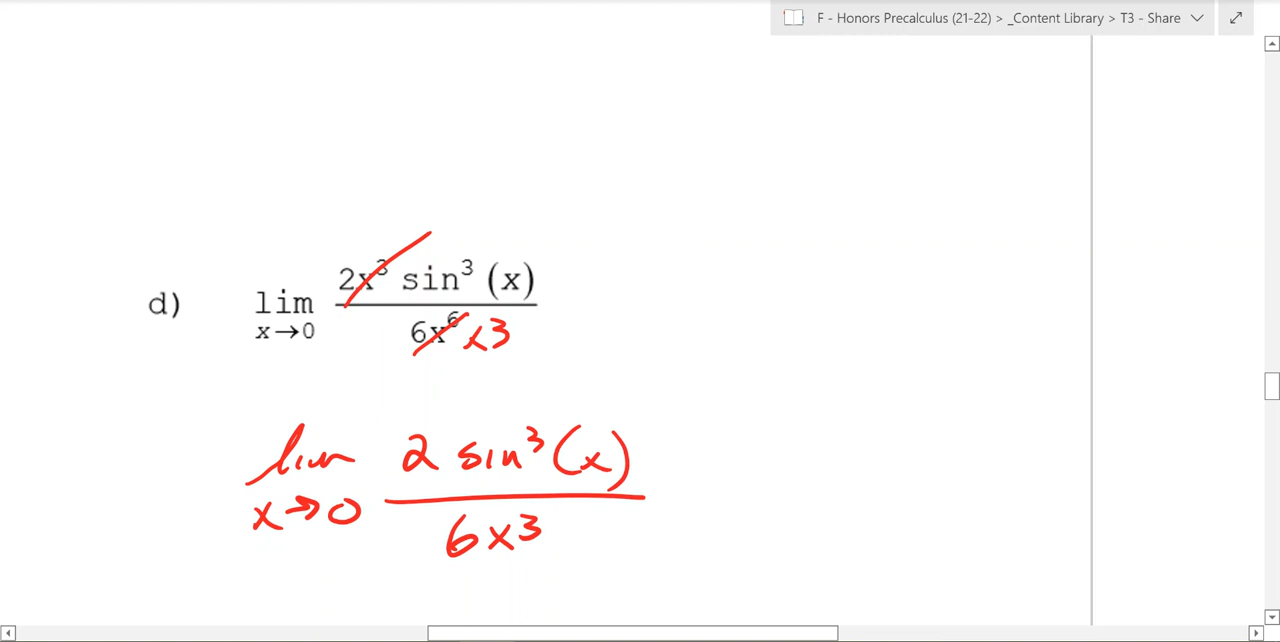 F - Honors Precalculus (21-22) > _Content Library > T3 - Share
d) lim x→0 2x³ sin³ (x) / 6x⁶ x3
lim x→0 2 sin³(x) / 6x³